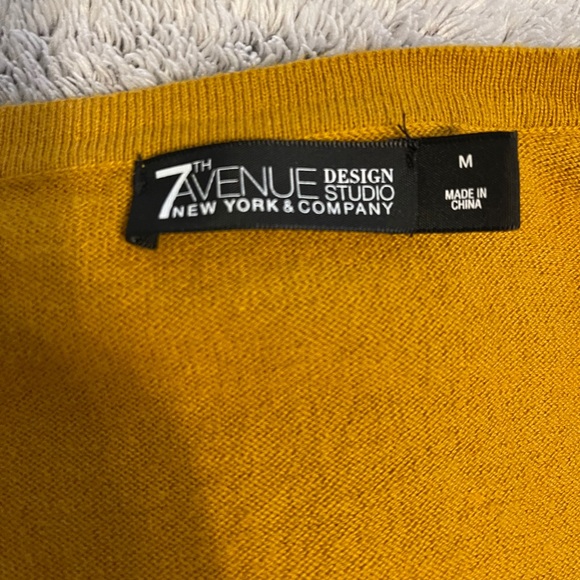 7TH AVENUE DESIGN STUDIO
NEW YORK & COMPANY
M
MADE IN
CHINA